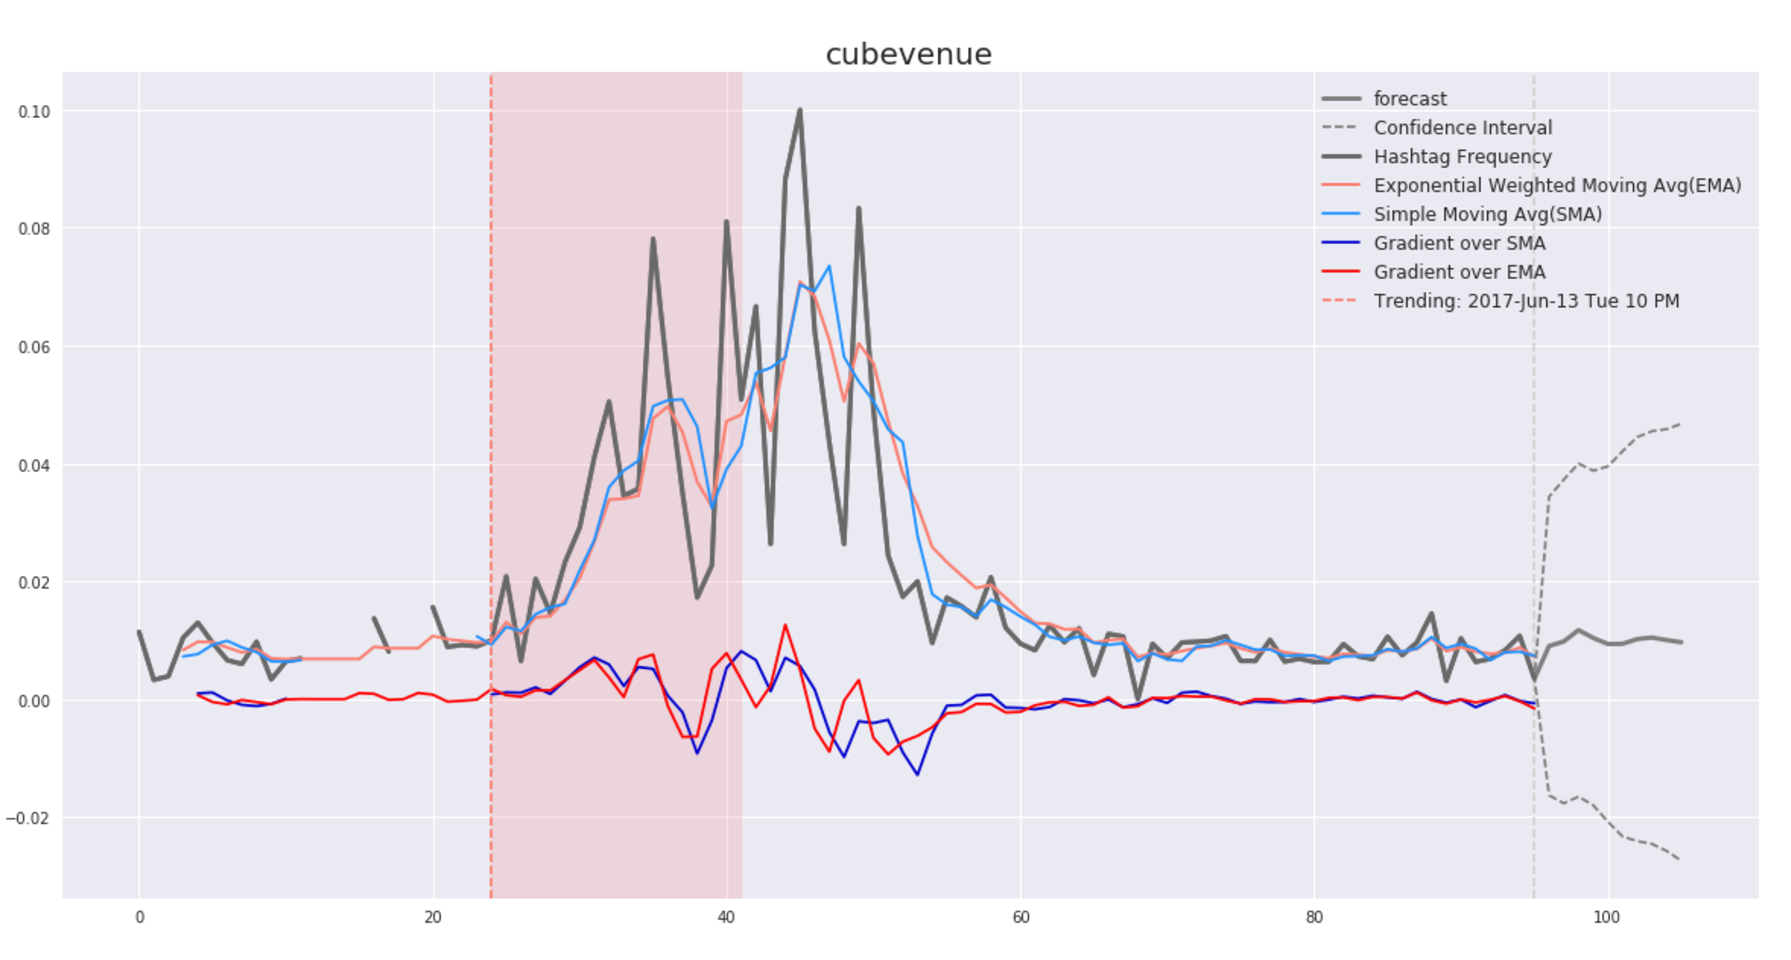 cubevenue
forecast
Confidence Interval
Hashtag Frequency
Exponential Weighted Moving Avg(EMA)
Simple Moving Avg(SMA)
Gradient over SMA
Gradient over EMA
Trending: 2017-Jun-13 Tue 10 PM
0.10
0.08
0.06
0.04
0.02
0.00
−0.02
0 20 40 60 80 100